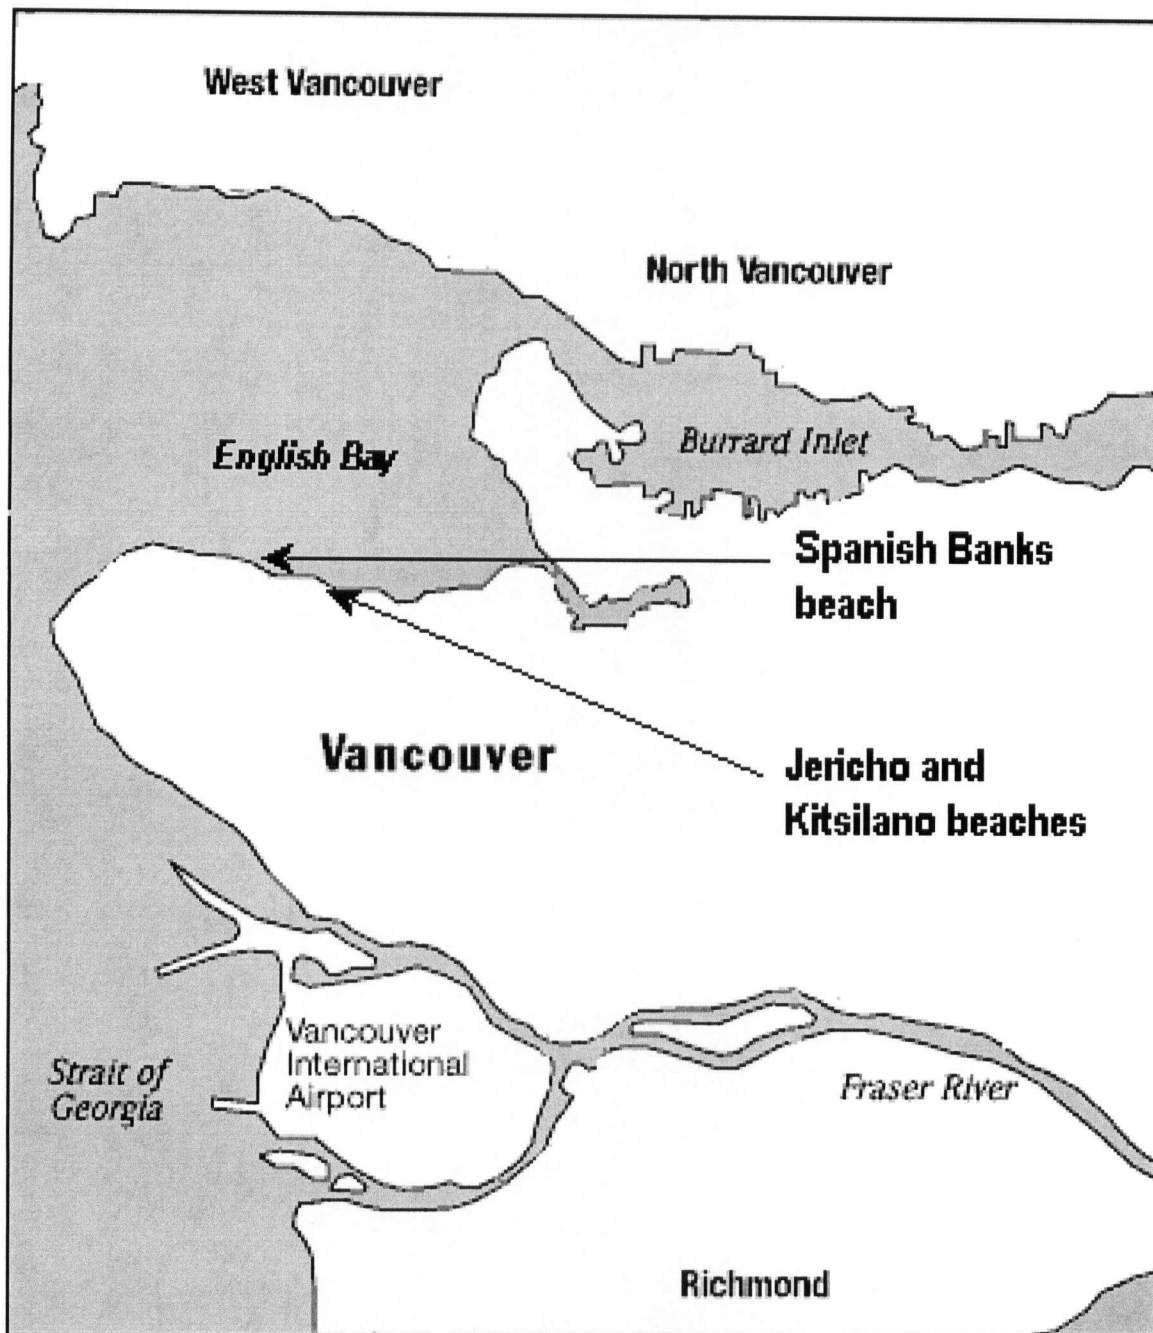 West Vancouver
North Vancouver
English Bay
Burrard Inlet
Spanish Banks
beach
Vancouver
Jericho and
Kitsilano beaches
Vancouver
International
Airport
Strait of
Georgia
Fraser River
Richmond